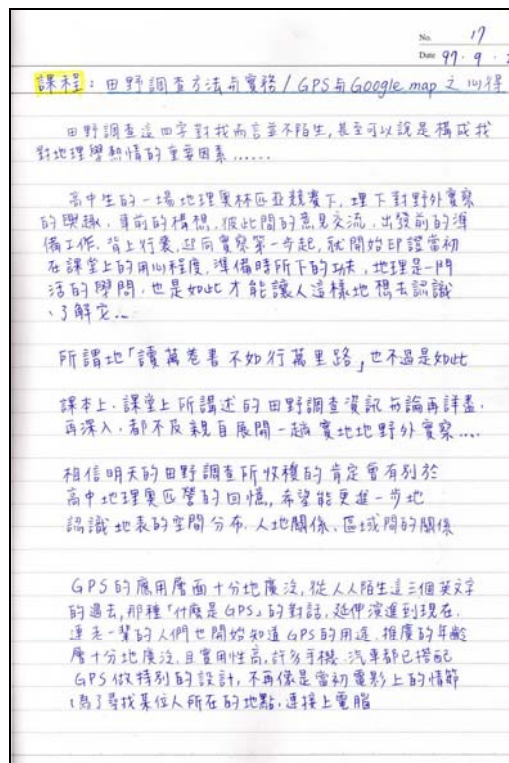 No. 17
Date 97.9.
課程：田野調查方法与實務 / GPS与Google map 之心得
田野調查這四字對我而言並不陌生,甚至可以說是構成我
對地理學熱情的重要因素……
高中生的一場地理奧林匹亞競賽下,埋下對野外實察
的興趣,事前的構想,彼此間的意見交流,出發前的準
備工作,背上行囊,邁向實察第一步起,就開始印證當初
在課堂上的用心程度,準備時所下的功夫,地理是一門
活的學問,也是如此才能讓人這樣地想去認識
、了解它…
所謂地「讀萬卷書不如行萬里路」,也不過是如此
課本上、課堂上所講述的田野調查資訊毋論再詳盡,
再深入,都不及親自展開一趟實地地野外實察….
相信明天的田野調查所收穫的肯定會有別於
高中地理奧匹營的回憶,希望能更進一步地
認識地表的空間分布、人地關係、區域間的關係
GPS的應用層面十分地廣泛,從人人陌生這三個英文字
的過去,那種「什麼是GPS」的對話,延伸演進到現在,
連老一輩的人們也開始知道GPS的用途,推廣的年齡
層十分地廣泛,且實用性高,許多手機、汽車都已搭配
GPS做特別的設計,不再像是當初電影上的情節
,為了尋找某位人所在的地點,連接上電腦